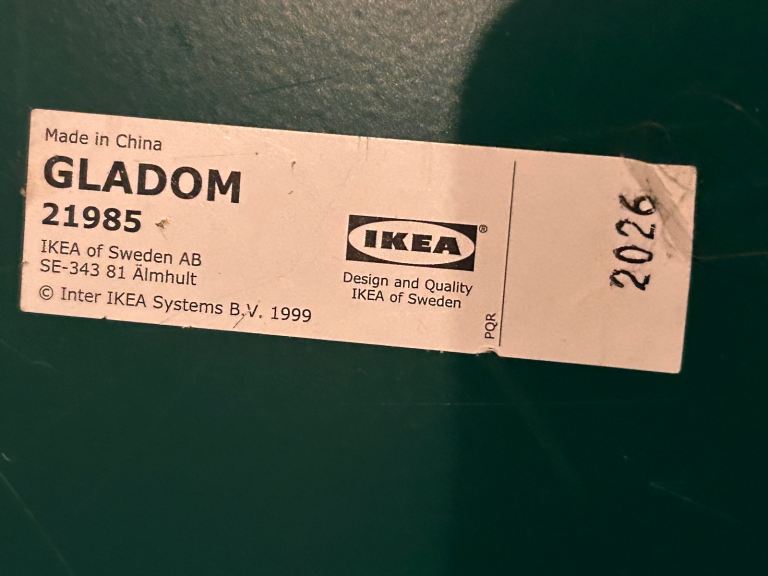 Made in China
GLADOM
21985
IKEA of Sweden AB
SE-343 81 Älmhult
© Inter IKEA Systems B.V. 1999
IKEA®
Design and Quality
IKEA of Sweden
PQR
2026